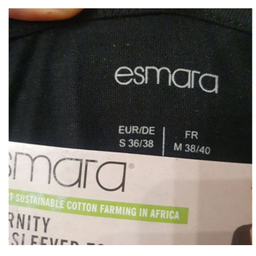 esmara
EUR/DE FR
S 36/38 M 38/40
smara®
SUSTAINABLE COTTON FARMING IN AFRICA
RNITY
SLEEVED